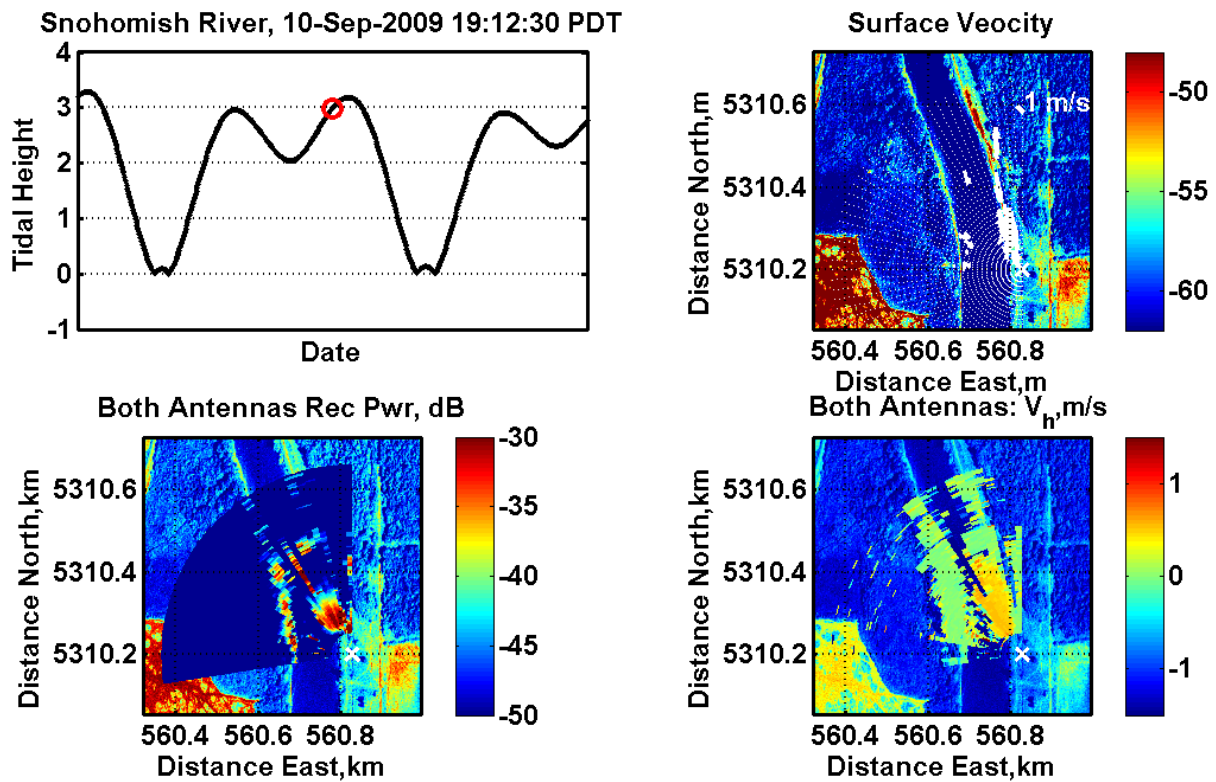 Snohomish River, 10-Sep-2009 19:12:30 PDT
4
3
2
1
0
-1
Tidal Height
Date
Surface Veocity
1 m/s
5310.6
5310.4
5310.2
Distance North,m
560.4 560.6 560.8
Distance East,m
-50
-55
-60
Both Antennas Rec Pwr, dB
5310.6
5310.4
5310.2
Distance North,km
560.4 560.6 560.8
Distance East,km
-30
-35
-40
-45
-50
Both Antennas: Vh,m/s
5310.6
5310.4
5310.2
Distance North,km
560.4 560.6 560.8
Distance East,km
1
0
-1